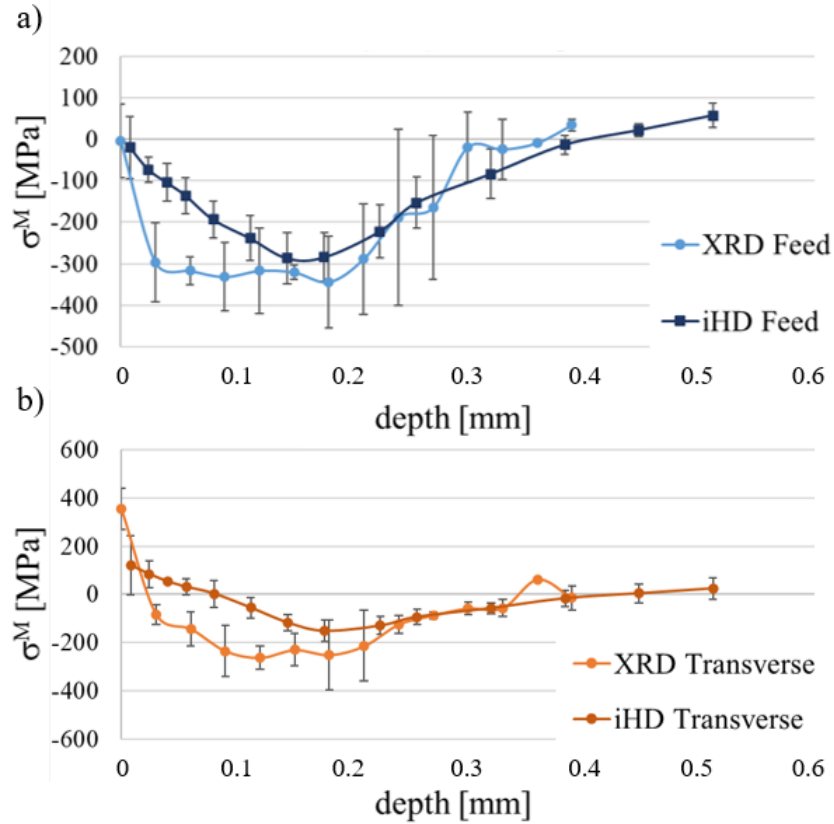 a)
200
100
0
-100
-200
-300
-400
-500
σᴹ [MPa]
XRD Feed
iHD Feed
0 0.1 0.2 0.3 0.4 0.5 0.6
depth [mm]
b)
600
400
200
0
-200
-400
-600
σᴹ [MPa]
XRD Transverse
iHD Transverse
0 0.1 0.2 0.3 0.4 0.5 0.6
depth [mm]